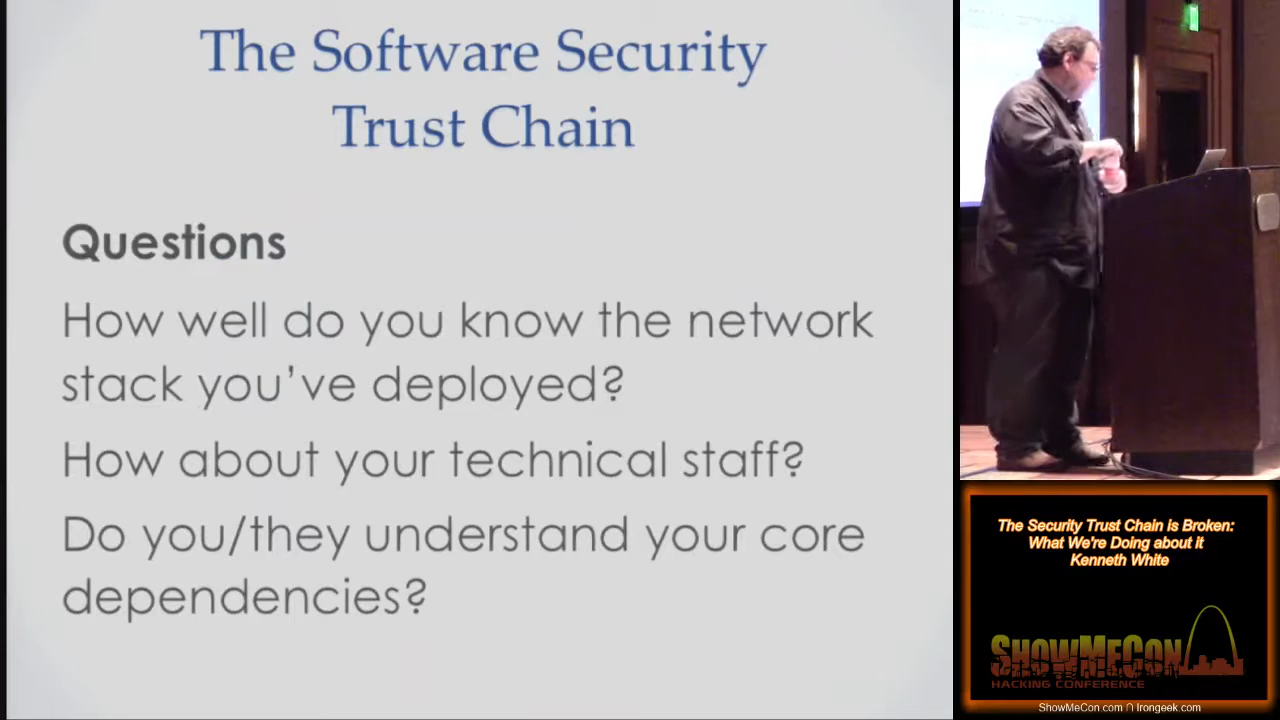 The Software Security
Trust Chain
Questions
How well do you know the network
stack you've deployed?
How about your technical staff?
Do you/they understand your core
dependencies?
The Security Trust Chain is Broken:
What We're Doing about it
Kenneth White
ShowMeCon
HACKING CONFERENCE
ShowMeCon.com ∩ Irongeek.com